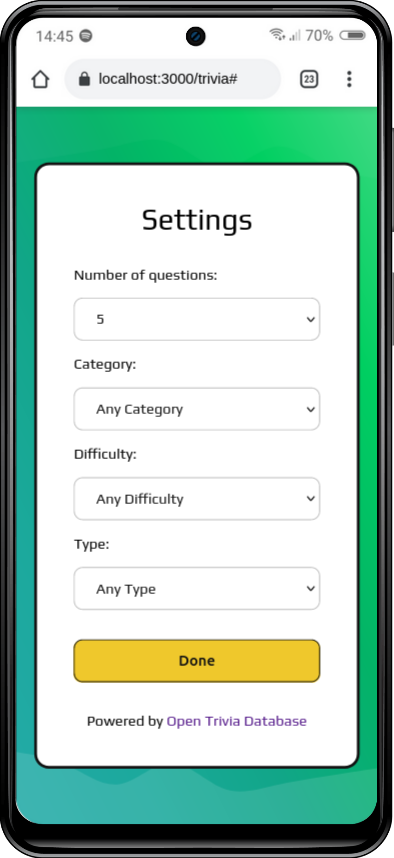 14:45 70%
localhost:3000/trivia# 23
Settings
Number of questions:
5
Category:
Any Category
Difficulty:
Any Difficulty
Type:
Any Type
Done
Powered by Open Trivia Database